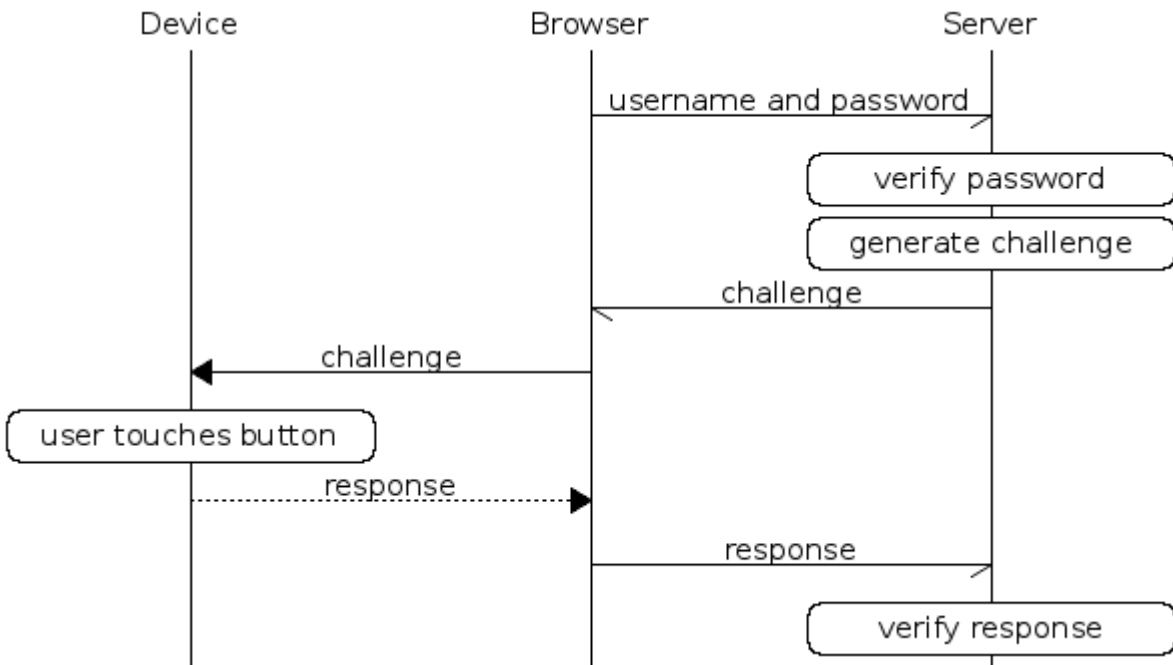 Device
Browser
Server
username and password
verify password
generate challenge
challenge
challenge
user touches button
response
response
verify response